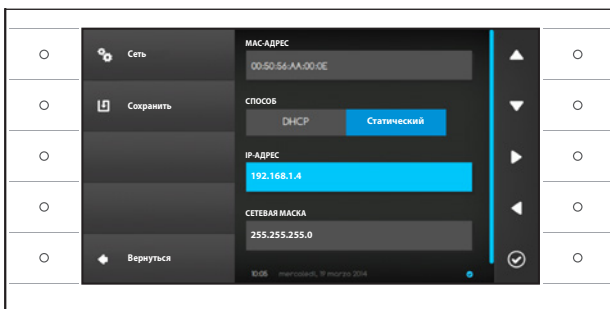 Сеть
Сохранить
Вернуться
MAC-АДРЕС
00:50:56:AA:00:0E
СПОСОБ
DHCP
Статический
IP-АДРЕС
192.168.1.4
СЕТЕВАЯ МАСКА
255.255.255.0
10:05 mercoledì, 19 marzo 2014